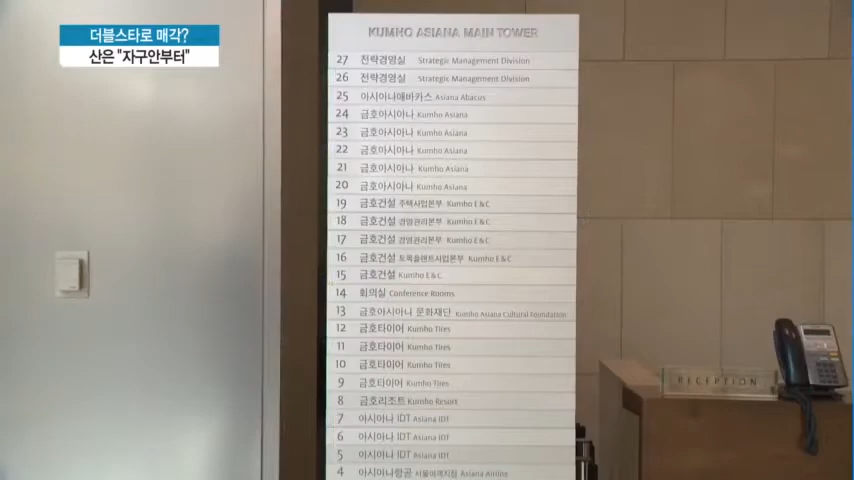 더블스타로 매각?
산은 "자구안부터"
KUMHO ASIANA MAIN TOWER
27 전략경영실 Strategic Management Division
26 전략경영실 Strategic Management Division
25 아시아나애바카스 Asiana Abacus
24 금호아시아나 Kumho Asiana
23 금호아시아나 Kumho Asiana
22 금호아시아나 Kumho Asiana
21 금호아시아나 Kumho Asiana
20 금호아시아나 Kumho Asiana
19 금호건설 주택사업본부 Kumho E&C
18 금호건설 경영관리본부 Kumho E&C
17 금호건설 경영관리본부 Kumho E&C
16 금호건설 토목플랜트사업본부 Kumho E&C
15 금호건설 Kumho E&C
14 회의실 Conference Rooms
13 금호아시아나 문화재단 Kumho Asiana Cultural Foundation
12 금호타이어 Kumho Tires
11 금호타이어 Kumho Tires
10 금호타이어 Kumho Tires
9 금호타이어 Kumho Tires
8 금호리조트 Kumho Resort
7 아시아나 IDT Asiana IDT
6 아시아나 IDT Asiana IDT
5 아시아나 IDT Asiana IDT
4 아시아나항공 서울여객지점 Asiana Airline
RECEPTION